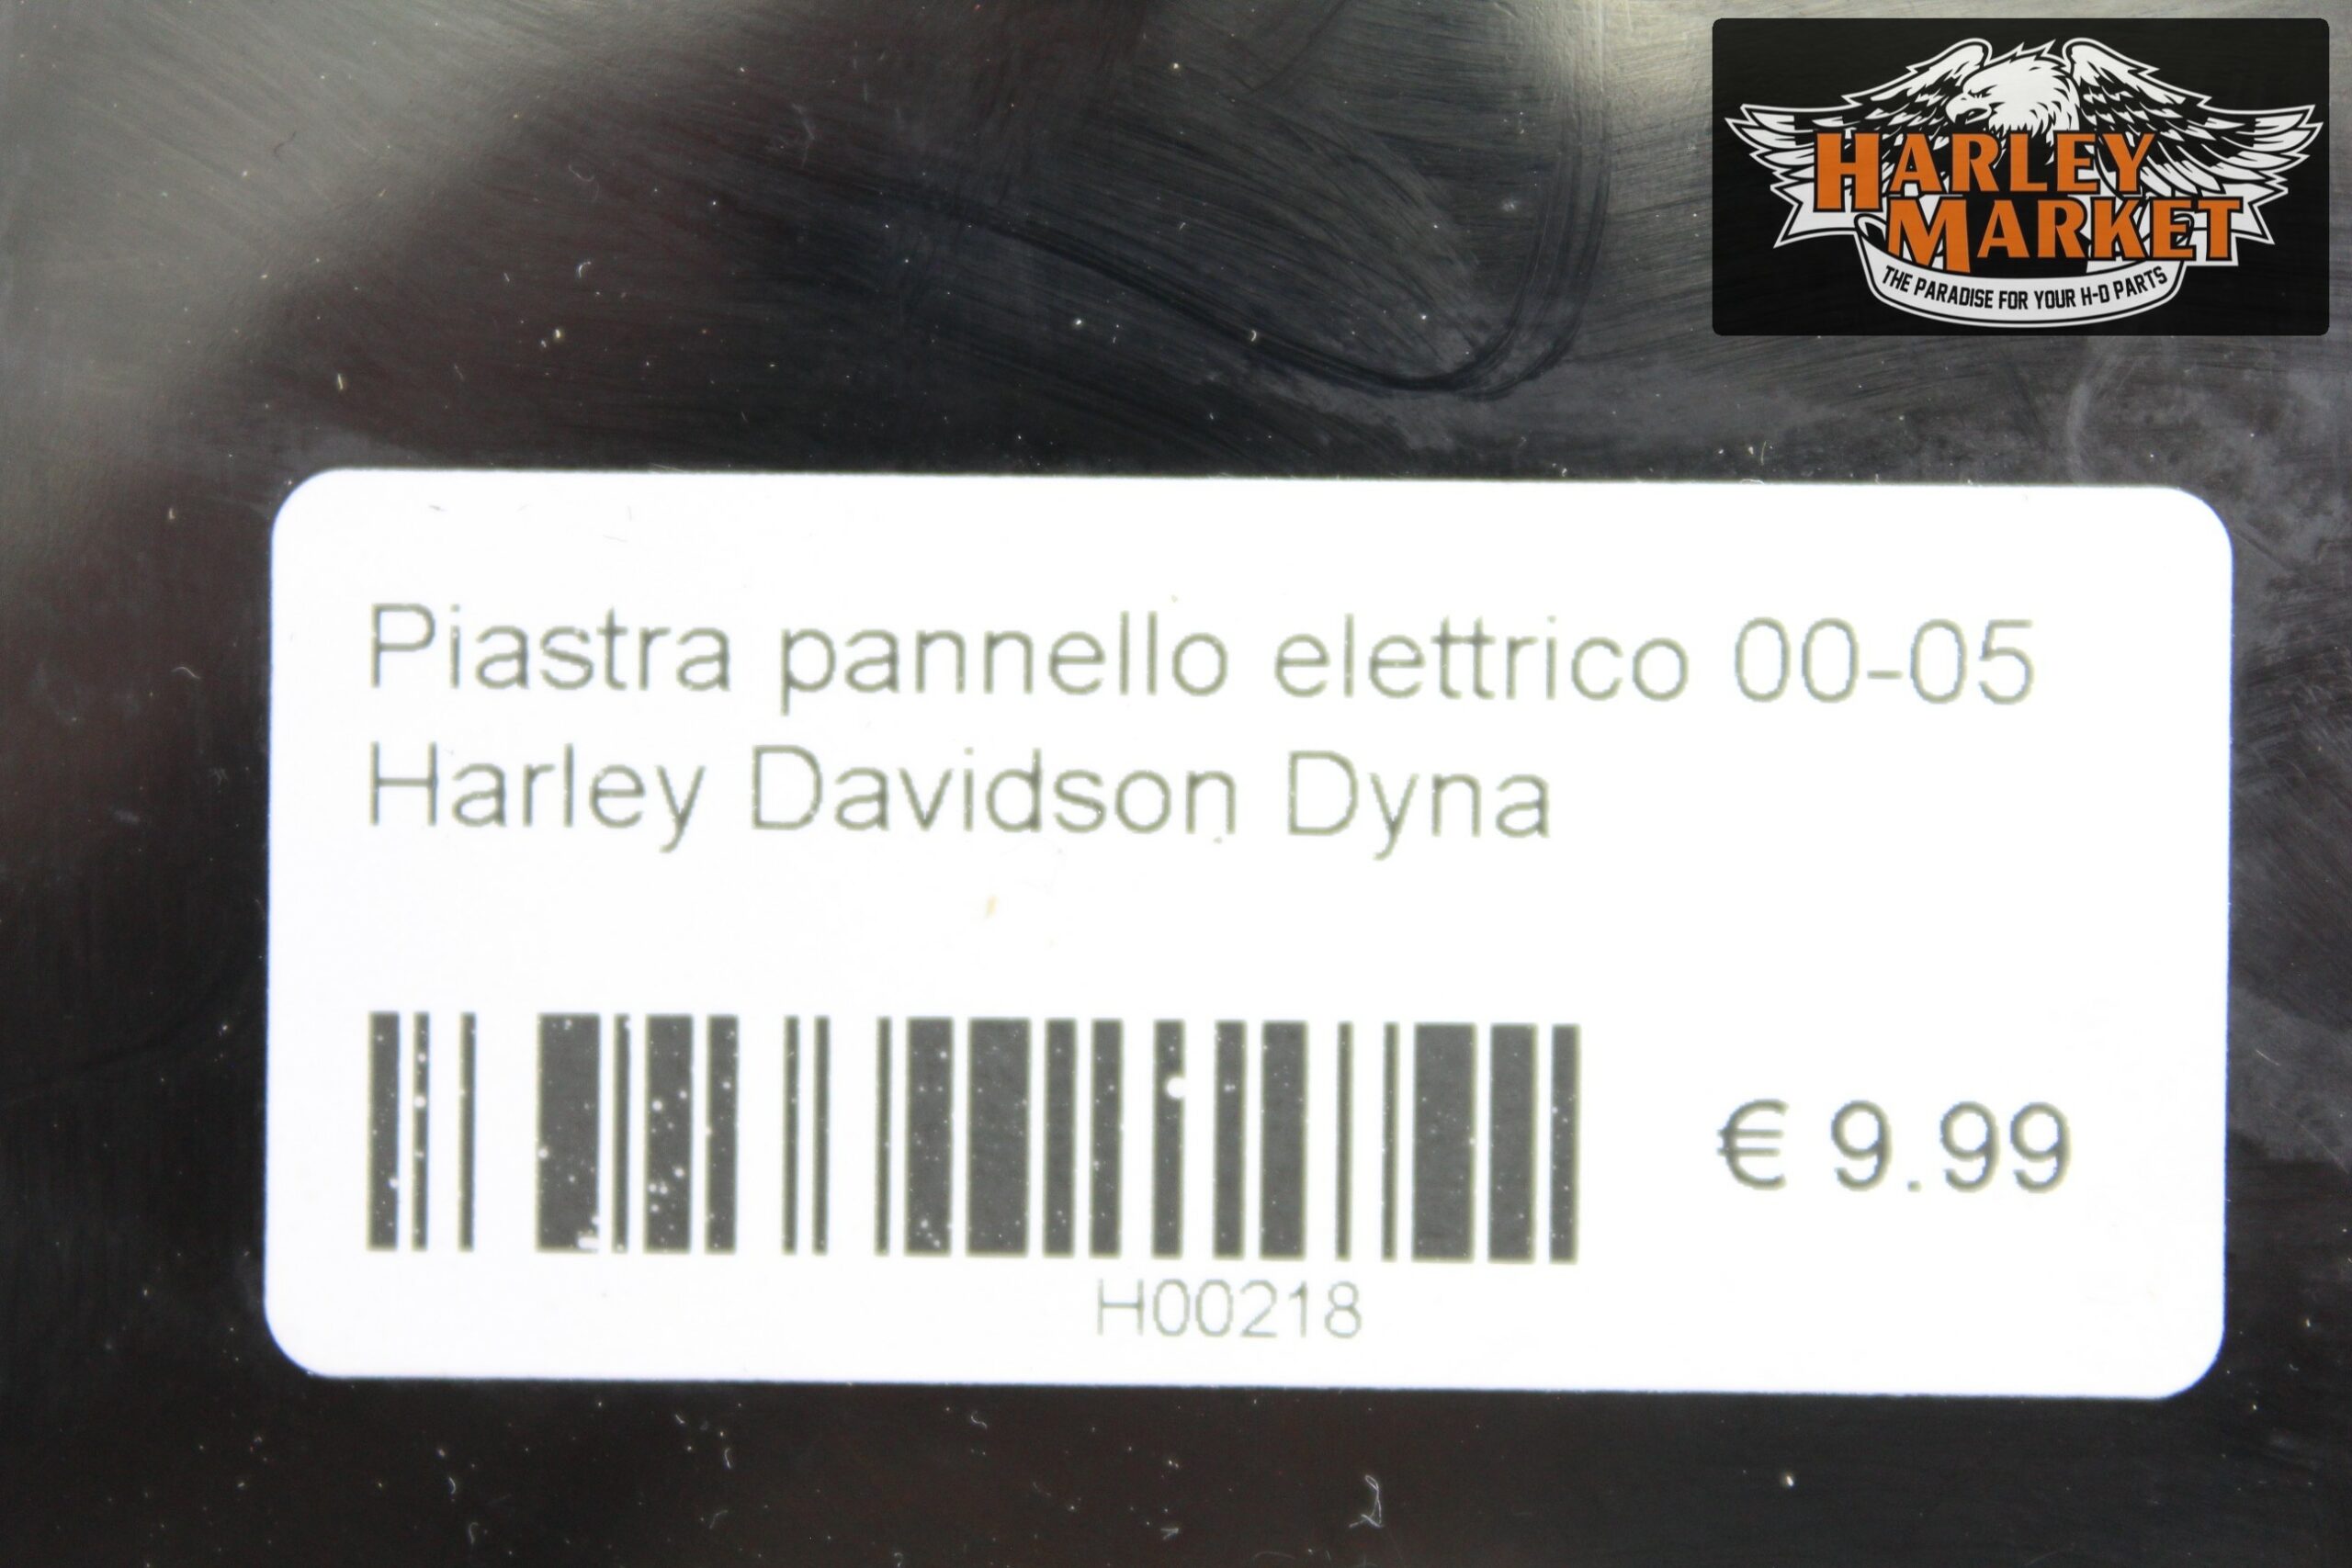 HARLEY
MARKET
THE PARADISE FOR YOUR H-D PARTS
Piastra pannello elettrico 00-05
Harley Davidson Dyna
€ 9.99
H00218